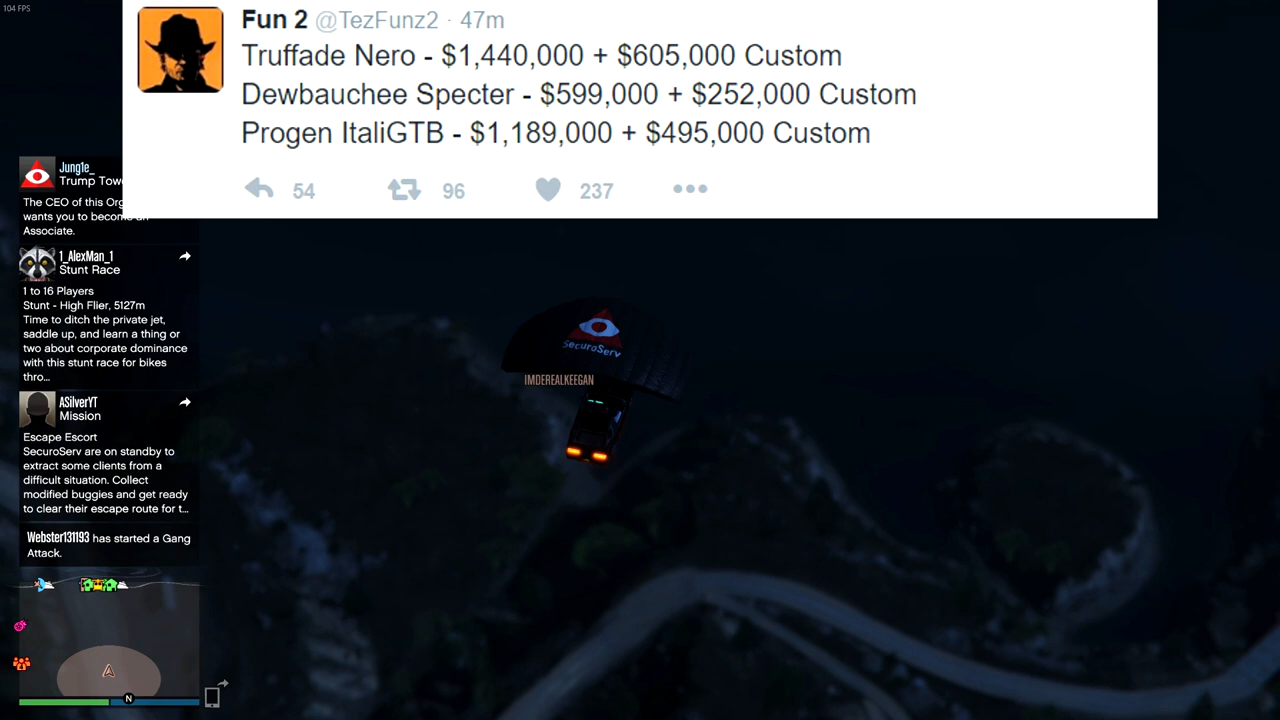 104 FPS
Fun 2 @TezFunz2 · 47m
Truffade Nero - $1,440,000 + $605,000 Custom
Dewbauchee Specter - $599,000 + $252,000 Custom
Progen ItaliGTB - $1,189,000 + $495,000 Custom
54 96 237
Jung1e_
Trump Tow
The CEO of this Org
wants you to become an
Associate.
1_AlexMan_1
Stunt Race
1 to 16 Players
Stunt - High Flier, 5127m
Time to ditch the private jet,
saddle up, and learn a thing or
two about corporate dominance
with this stunt race for bikes
thro...
ASilverYT
Mission
Escape Escort
SecuroServ are on standby to
extract some clients from a
difficult situation. Collect
modified buggies and get ready
to clear their escape route for t...
Webster131193 has started a Gang
Attack.
SecuroServ
IMDEREALKEEGAN
N